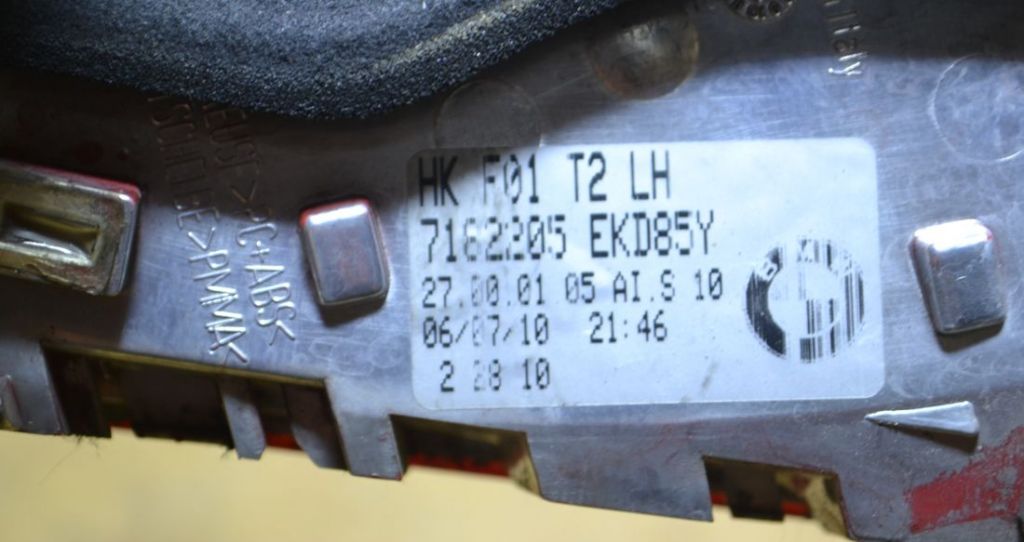 HK F01 T2 LH
7182205 EKD85Y
27.00.01 05 AI.S 10
06/07/10 21:46
2 28 10
>PC+ABS<
>PMMA<